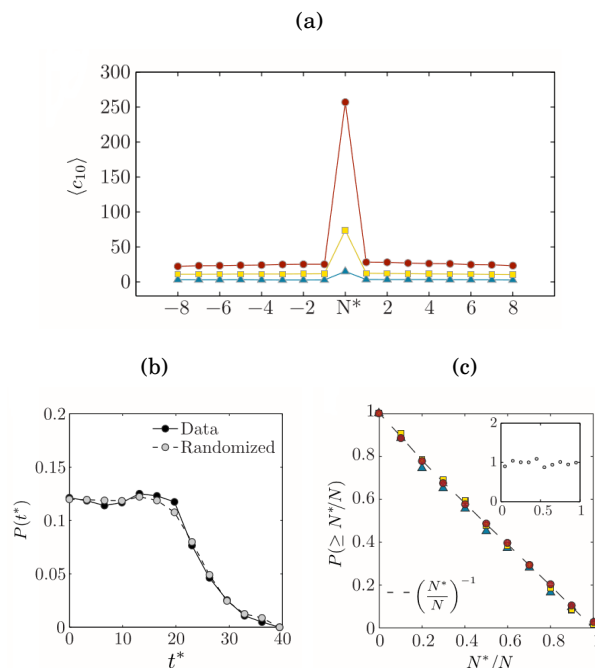 (a)
300
250
200
150
100
50
0
⟨c₁₀⟩
−8 −6 −4 −2 N* 2 4 6 8
(b)
0.2
0.15
0.1
0.05
0
P(t*)
Data
Randomized
0 10 20 30 40
t*
(c)
1
0.8
0.6
0.4
0.2
0
P(≥ N*/N)
2
1
0
0 0.5 1
(N*/N)⁻¹
0 0.2 0.4 0.6 0.8 1
N*/N